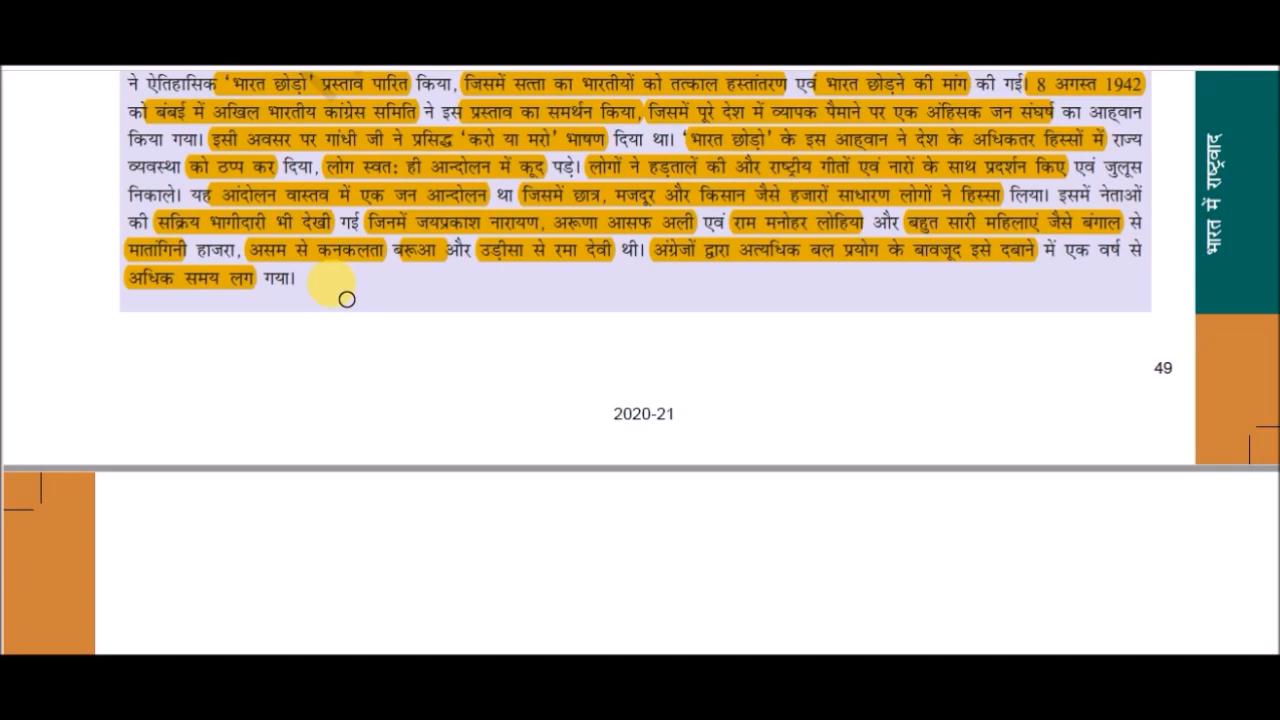 ने ऐतिहासिक ‘भारत छोड़ो’ प्रस्ताव पारित किया, जिसमें सत्ता का भारतीयों को तत्काल हस्तांतरण एवं भारत छोड़ने की मांग की गई। 8 अगस्त 1942
को बंबई में अखिल भारतीय कांग्रेस समिति ने इस प्रस्ताव का समर्थन किया, जिसमें पूरे देश में व्यापक पैमाने पर एक अहिंसक जन संघर्ष का आह्वान
किया गया। इसी अवसर पर गांधी जी ने प्रसिद्ध ‘करो या मरो’ भाषण दिया था। ‘भारत छोड़ो’ के इस आह्वान ने देश के अधिकतर हिस्सों में राज्य
व्यवस्था को ठप्प कर दिया, लोग स्वतः ही आन्दोलन में कूद पड़े। लोगों ने हड़तालें की और राष्ट्रीय गीतों एवं नारों के साथ प्रदर्शन किए एवं जुलूस
निकाले। यह आंदोलन वास्तव में एक जन आन्दोलन था जिसमें छात्र, मजदूर और किसान जैसे हजारों साधारण लोगों ने हिस्सा लिया। इसमें नेताओं
की सक्रिय भागीदारी भी देखी गई जिनमें जयप्रकाश नारायण, अरूणा आसफ अली एवं राम मनोहर लोहिया और बहुत सारी महिलाएं जैसे बंगाल से
मातांगिनी हाजरा, असम से कनकलता बरूआ और उड़ीसा से रमा देवी थी। अंग्रेजों द्वारा अत्यधिक बल प्रयोग के बावजूद इसे दबाने में एक वर्ष से
अधिक समय लग गया।
भारत में राष्ट्रवाद
49
2020-21